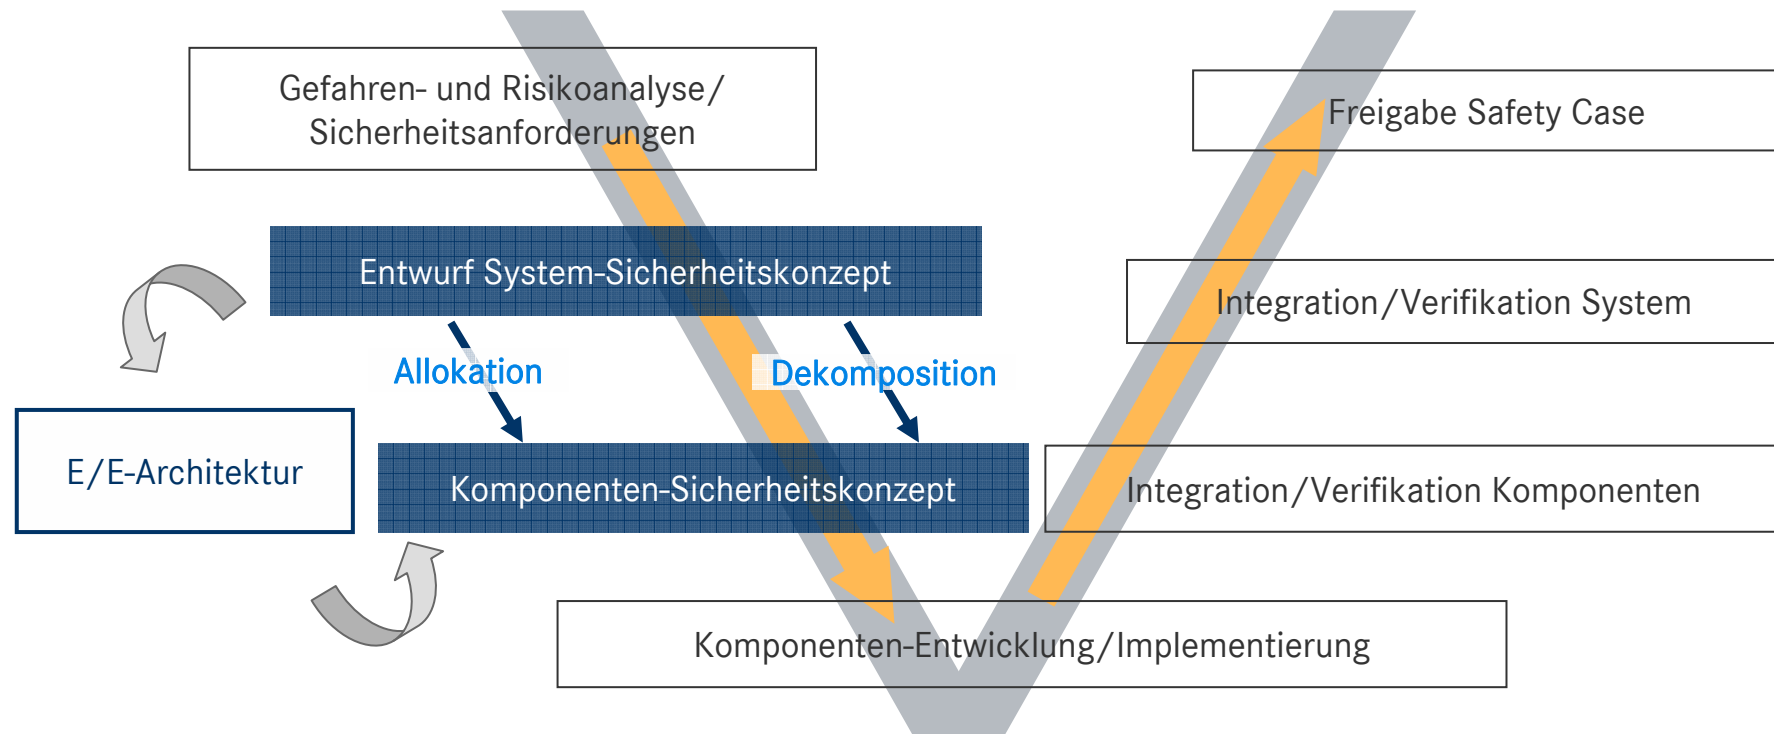 Gefahren- und Risikoanalyse/
Sicherheitsanforderungen
Freigabe Safety Case
Entwurf System-Sicherheitskonzept
Integration/Verifikation System
Allokation
Dekomposition
E/E-Architektur
Komponenten-Sicherheitskonzept
Integration/Verifikation Komponenten
Komponenten-Entwicklung/Implementierung